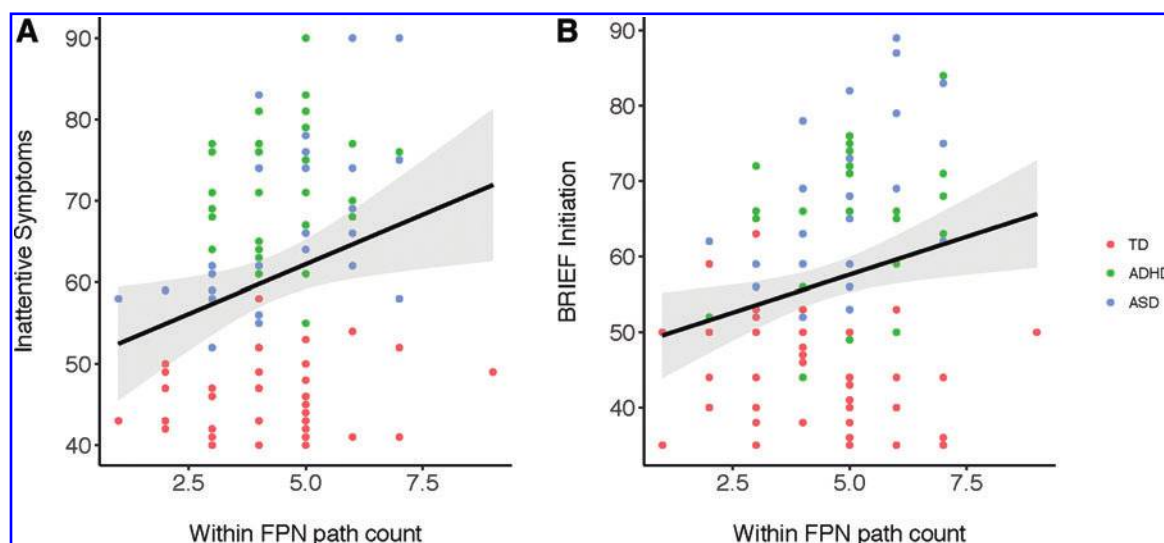 A
90
80
70
60
50
40
Inattentive Symptoms
2.5 5.0 7.5
Within FPN path count
B
90
80
70
60
50
40
BRIEF Initiation
2.5 5.0 7.5
Within FPN path count
TD
ADHD
ASD